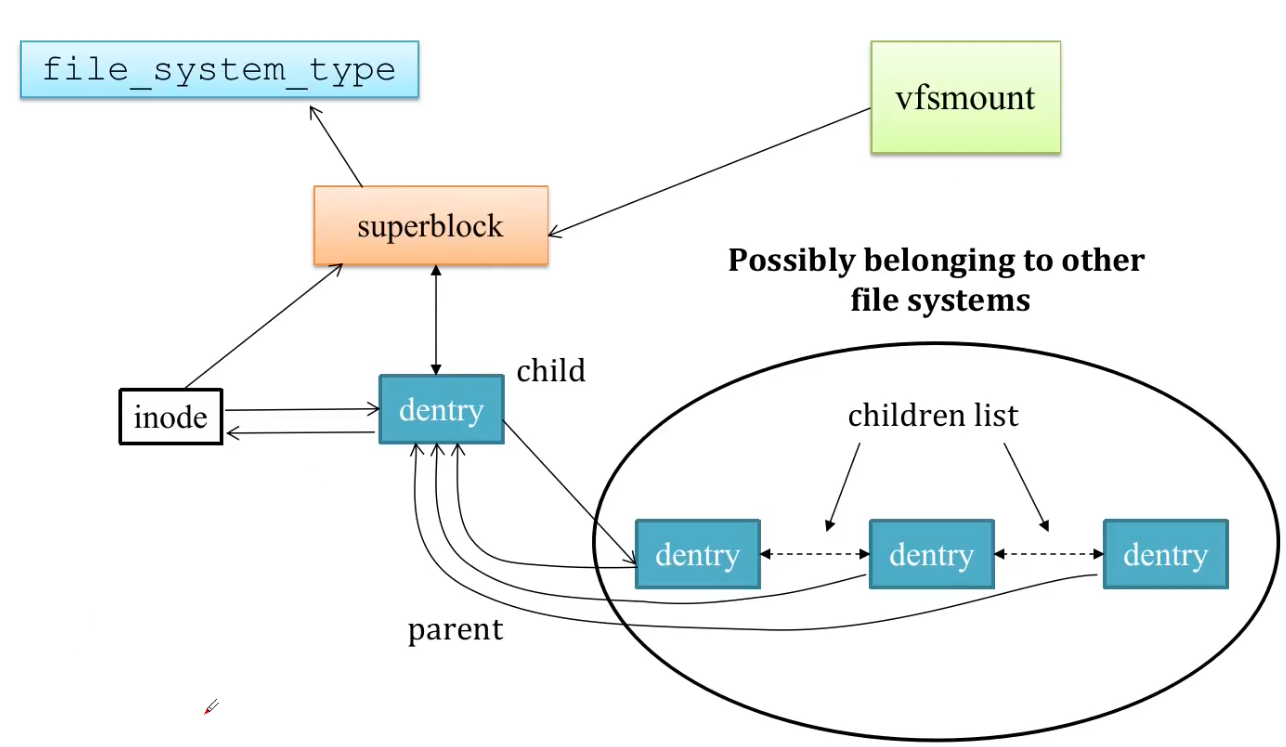 file_system_type
vfsmount
superblock
Possibly belonging to other
file systems
child
inode
dentry
children list
dentry
dentry
dentry
parent